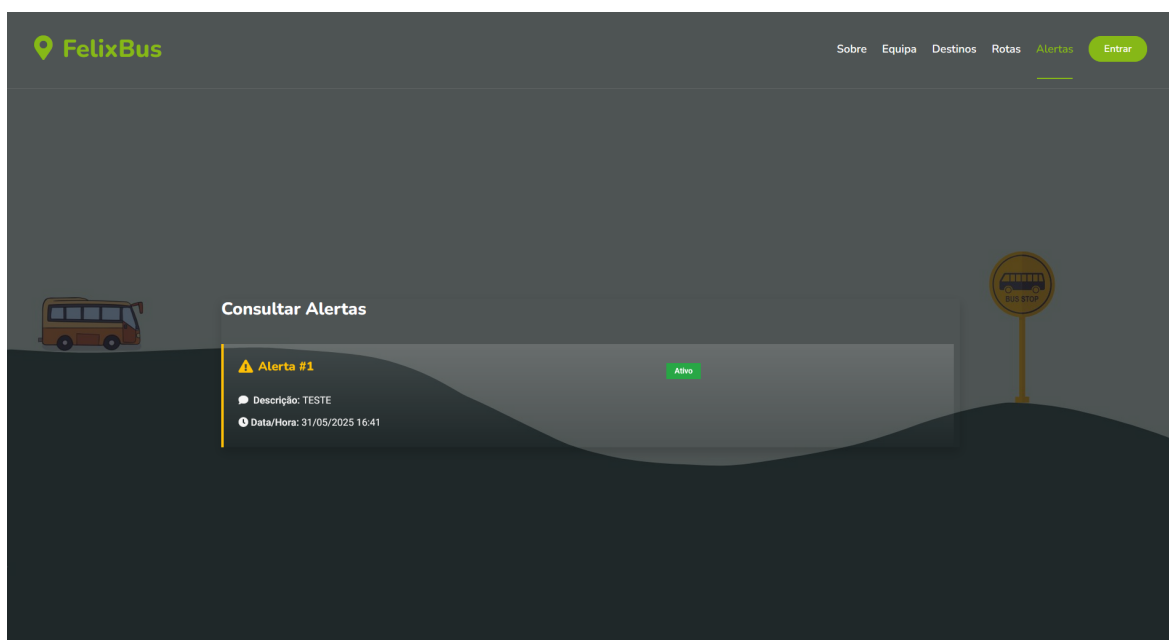 FelixBus
Sobre Equipa Destinos Rotas Alertas Entrar
BUS STOP
Consultar Alertas
Alerta #1
Ativo
Descrição: TESTE
Data/Hora: 31/05/2025 16:41